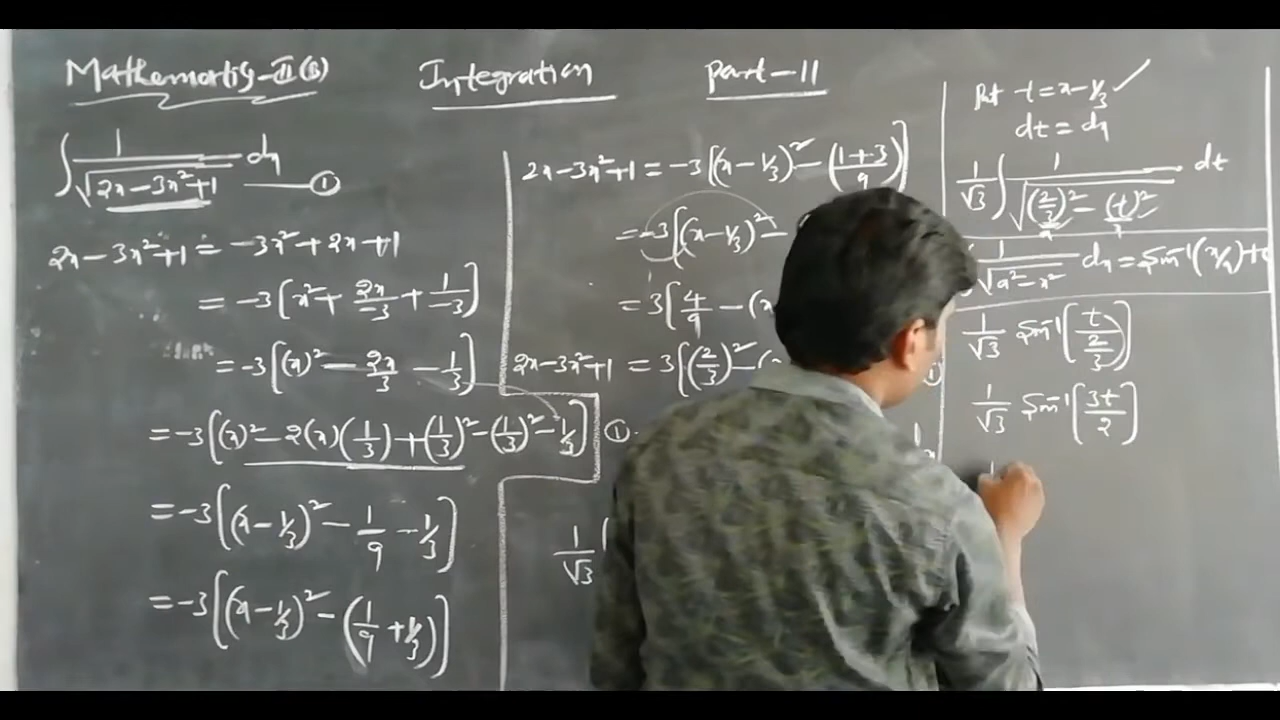 Mathematis-II(B) Integration Part-11
∫ 1/√(2x-3x²+1) dx —①
2x-3x²+1 = -3x²+2x+1
= -3[x²+2x/-3+1/-3]
= -3[(x)²-2x/3-1/3]
= -3[(x)²-2(x)(1/3)+(1/3)²-(1/3)²-1/3]
= -3[(x-1/3)²-1/9-1/3]
= -3[(x-1/3)²-(1/9+1/3)]
2x-3x²+1 = -3[(x-1/3)²-(1+3/9)]
= -3[(x-1/3)²-
= 3[4/9-(x
2x-3x²+1 = 3[(2/3)²-(
①
1/√3
Put t=x-1/3 ✓
dt=dx
1/√3 ∫ 1/√((2/3)²-(t)²) dt
∫ 1/√(a²-x²) dx = Sin⁻¹(x/a)+c
1/√3 Sin⁻¹[t/(2/3)]
1/√3 Sin⁻¹[3t/2]